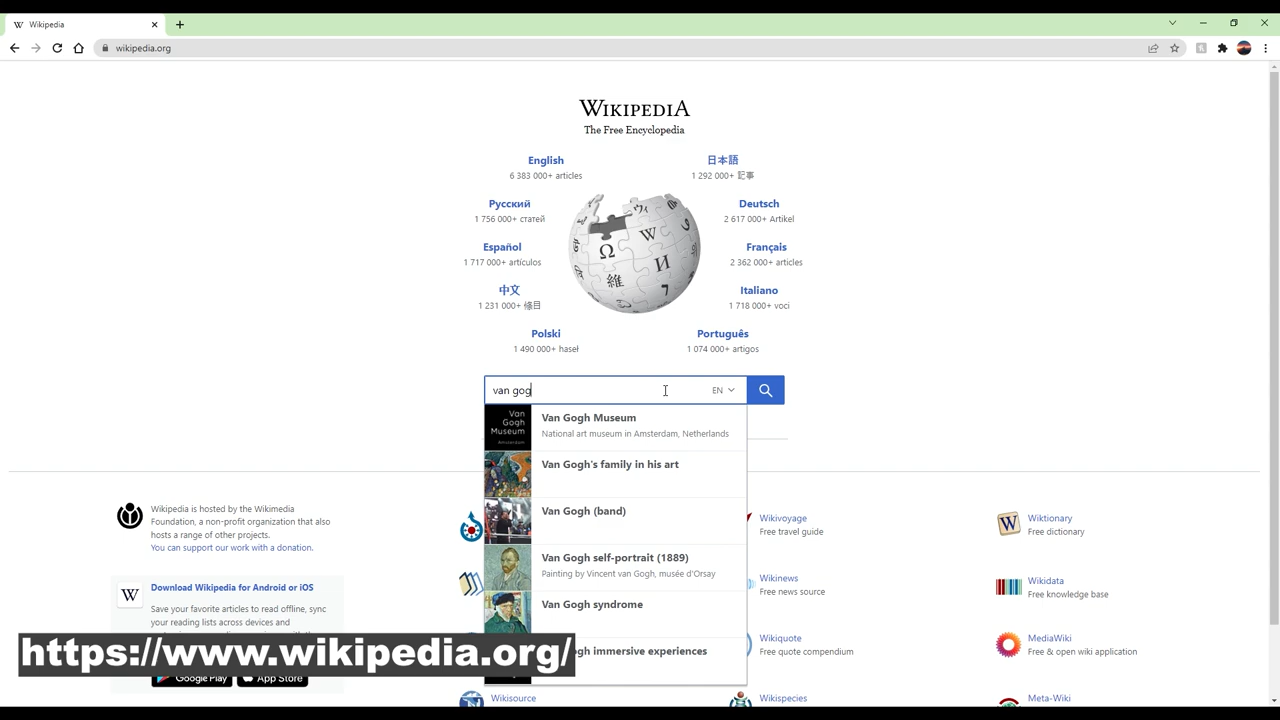 Wikipedia
wikipedia.org
WIKIPEDIA
The Free Encyclopedia
English
6 383 000+ articles
日本語
1 292 000+ 記事
Русский
1 756 000+ статей
Deutsch
2 617 000+ Artikel
Español
1 717 000+ artículos
Français
2 362 000+ articles
中文
1 231 000+ 條目
Italiano
1 718 000+ voci
Polski
1 490 000+ haseł
Português
1 074 000+ artigos
van gog
EN
Van Gogh Museum
Amsterdam
Van Gogh Museum
National art museum in Amsterdam, Netherlands
Van Gogh's family in his art
Van Gogh (band)
Van Gogh self-portrait (1889)
Painting by Vincent van Gogh, musée d'Orsay
Van Gogh syndrome
gh immersive experiences
Wikipedia is hosted by the Wikimedia
Foundation, a non-profit organization that also
hosts a range of other projects.
You can support our work with a donation.
Download Wikipedia for Android or iOS
Save your favorite articles to read offline, sync
your reading lists across devices and
https://www.wikipedia.org/
Google Play
App Store
Wikivoyage
Free travel guide
Wiktionary
Free dictionary
Wikinews
Free news source
Wikidata
Free knowledge base
Wikiquote
Free quote compendium
MediaWiki
Free & open wiki application
Wikisource
Wikispecies
Meta-Wiki